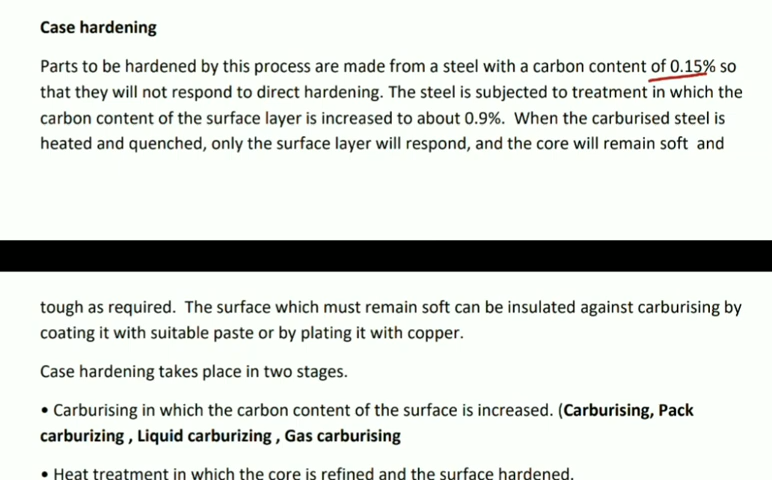 Case hardening
Parts to be hardened by this process are made from a steel with a carbon content of 0.15% so
that they will not respond to direct hardening. The steel is subjected to treatment in which the
carbon content of the surface layer is increased to about 0.9%. When the carburised steel is
heated and quenched, only the surface layer will respond, and the core will remain soft and
tough as required. The surface which must remain soft can be insulated against carburising by
coating it with suitable paste or by plating it with copper.
Case hardening takes place in two stages.
• Carburising in which the carbon content of the surface is increased. (Carburising, Pack
carburizing , Liquid carburizing , Gas carburising
• Heat treatment in which the core is refined and the surface hardened.